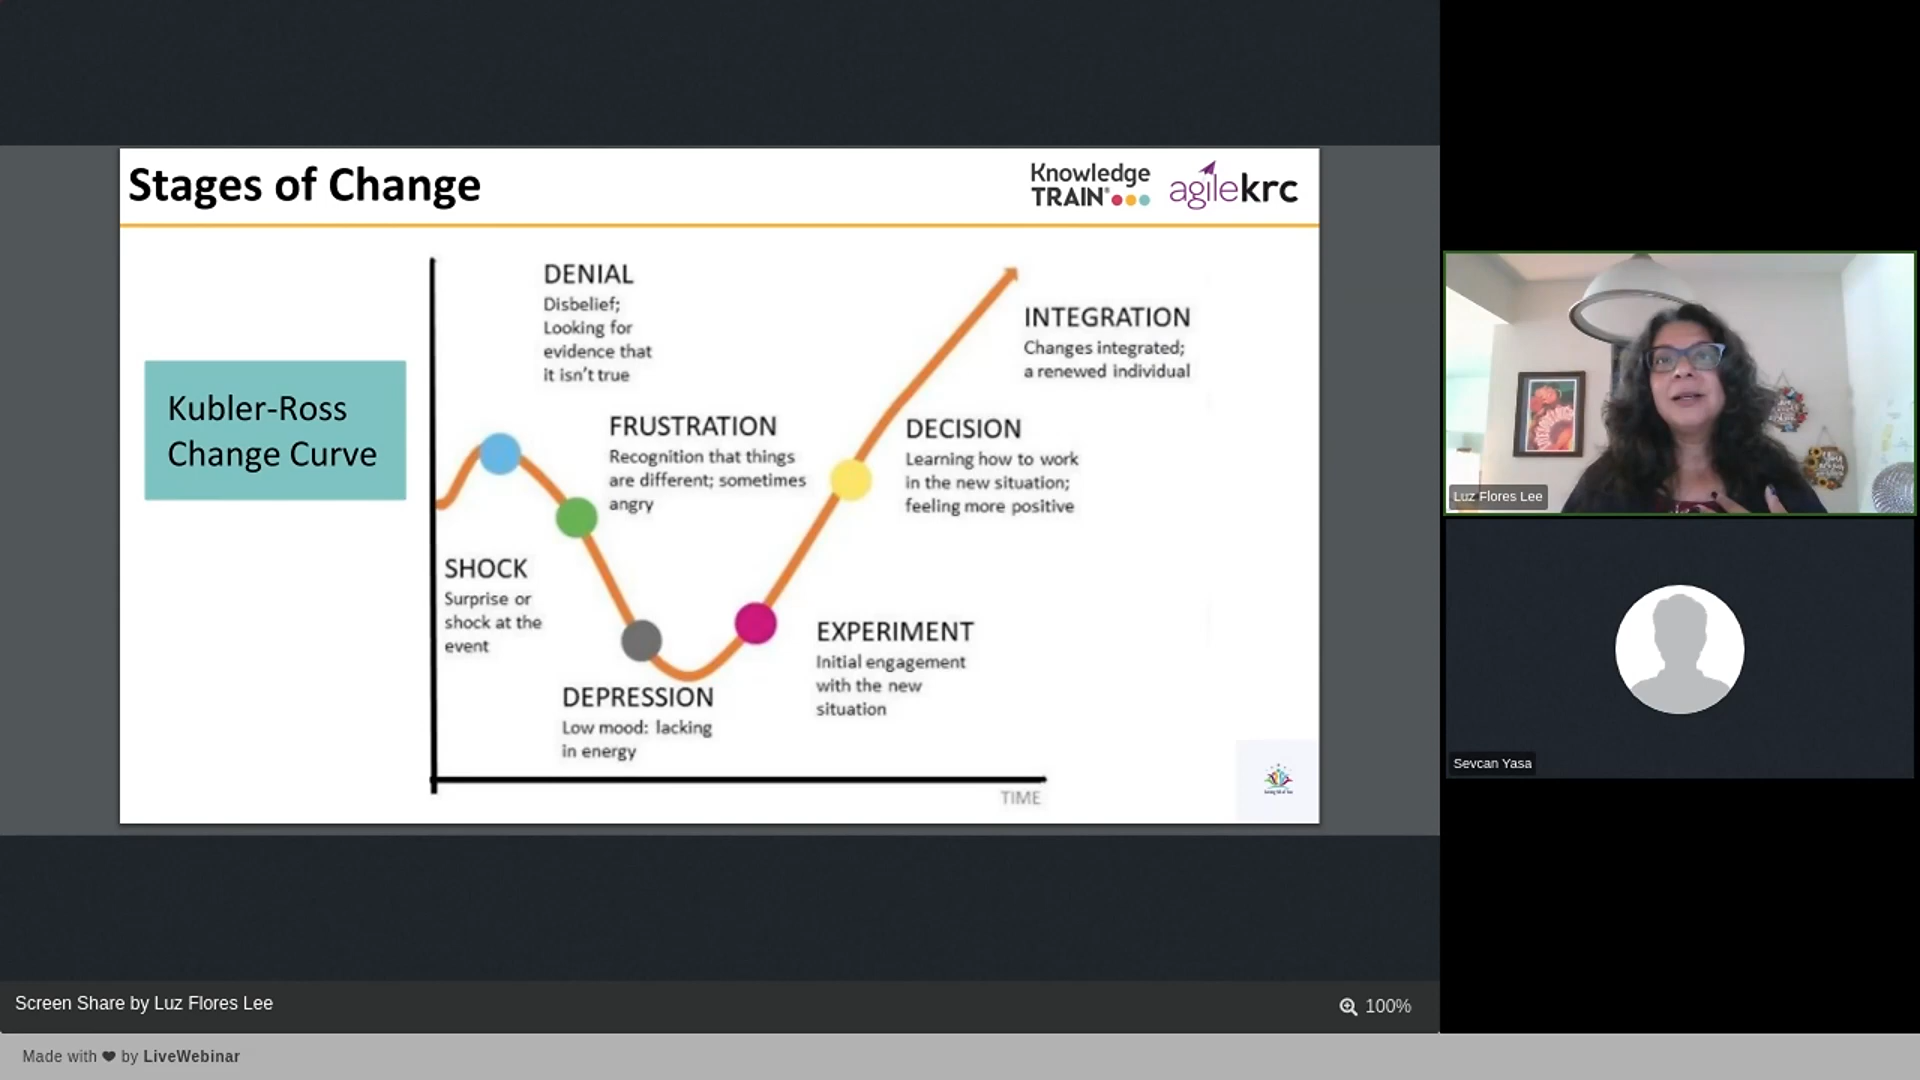 Stages of Change
Knowledge
TRAIN®
agilekrc
Kubler-Ross
Change Curve
DENIAL
Disbelief;
Looking for
evidence that
it isn't true
FRUSTRATION
Recognition that things
are different; sometimes
angry
SHOCK
Surprise or
shock at the
event
DEPRESSION
Low mood: lacking
in energy
EXPERIMENT
Initial engagement
with the new
situation
DECISION
Learning how to work
in the new situation;
feeling more positive
INTEGRATION
Changes integrated;
a renewed individual
TIME
Luz Flores Lee
Sevcan Yasa
Screen Share by Luz Flores Lee
100%
Made with ❤ by LiveWebinar